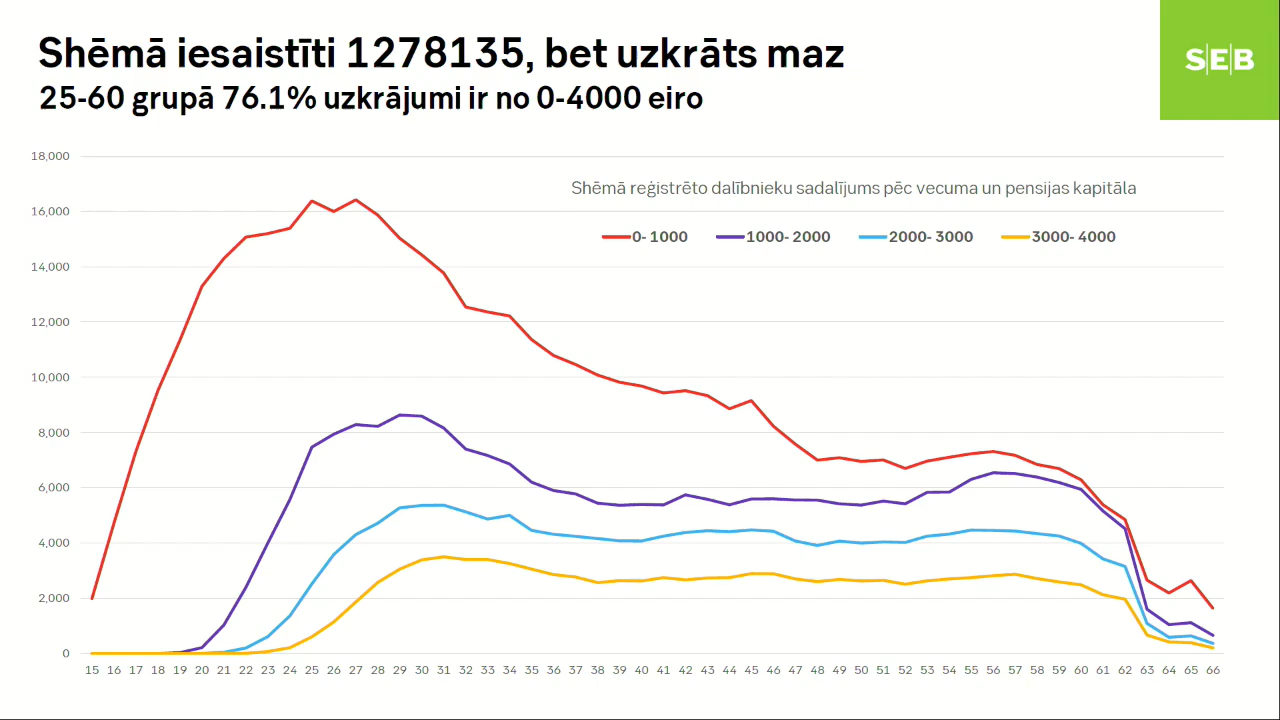 Shēmā iesaistīti 1278135, bet uzkrāts maz
25-60 grupā 76.1% uzkrājumi ir no 0-4000 eiro
S|E|B
Shēmā reģistrēto dalībnieku sadalījums pēc vecuma un pensijas kapitāla
0- 1000 1000- 2000 2000- 3000 3000- 4000
18,000
16,000
14,000
12,000
10,000
8,000
6,000
4,000
2,000
0
15 16 17 18 19 20 21 22 23 24 25 26 27 28 29 30 31 32 33 34 35 36 37 38 39 40 41 42 43 44 45 46 47 48 49 50 51 52 53 54 55 56 57 58 59 60 61 62 63 64 65 66